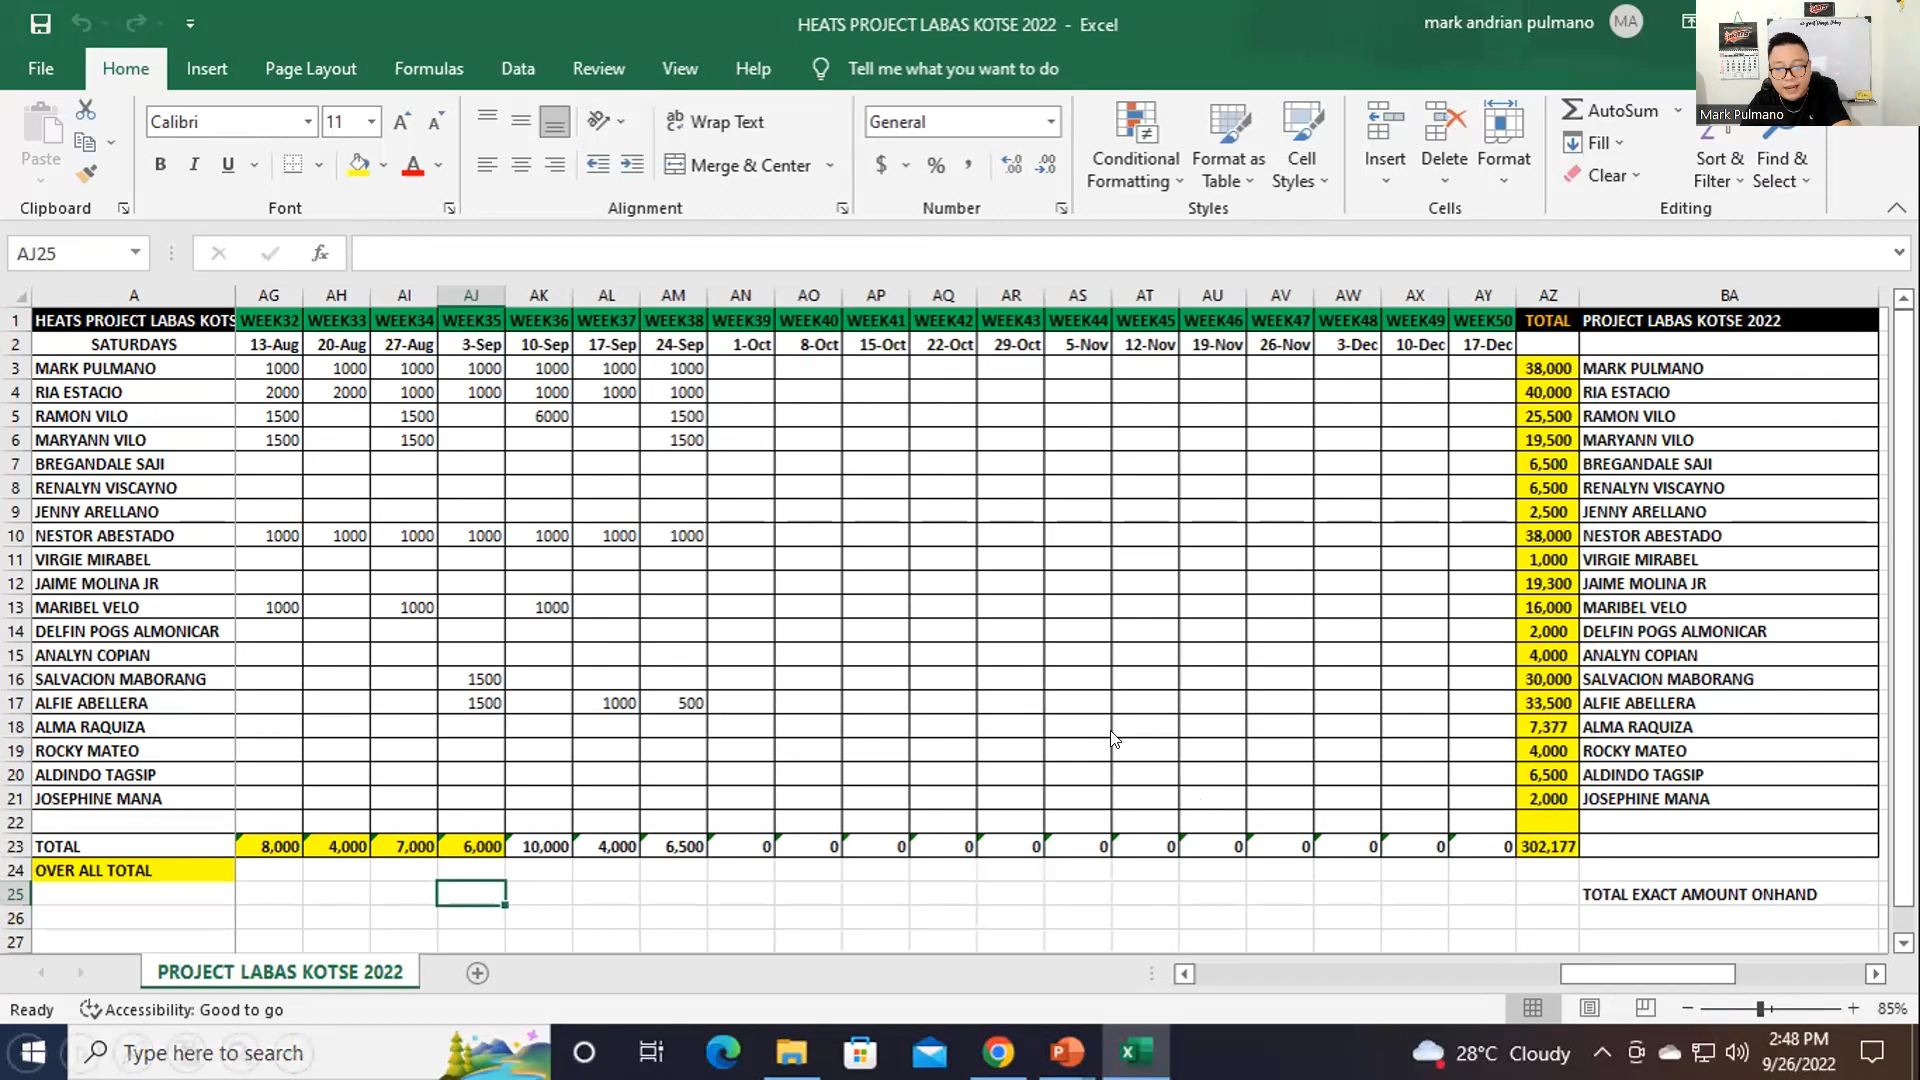 HEATS PROJECT LABAS KOTSE 2022 - Excel
mark andrian pulmano MA
File Home Insert Page Layout Formulas Data Review View Help Tell me what you want to do
Mark Pulmano
Paste
Calibri 11
Wrap Text
General
Conditional Formatting
Format as Table
Cell Styles
Insert Delete Format
AutoSum
Fill
Clear
Sort & Filter
Find & Select
B I U A
Merge & Center
$ % ,
Clipboard Font Alignment Number Styles Cells Editing
AJ25 fx
A AG AH AI AJ AK AL AM AN AO AP AQ AR AS AT AU AV AW AX AY AZ BA
1 HEATS PROJECT LABAS KOTS WEEK32 WEEK33 WEEK34 WEEK35 WEEK36 WEEK37 WEEK38 WEEK39 WEEK40 WEEK41 WEEK42 WEEK43 WEEK44 WEEK45 WEEK46 WEEK47 WEEK48 WEEK49 WEEK50 TOTAL PROJECT LABAS KOTSE 2022
2 SATURDAYS 13-Aug 20-Aug 27-Aug 3-Sep 10-Sep 17-Sep 24-Sep 1-Oct 8-Oct 15-Oct 22-Oct 29-Oct 5-Nov 12-Nov 19-Nov 26-Nov 3-Dec 10-Dec 17-Dec
3 MARK PULMANO 1000 1000 1000 1000 1000 1000 1000 38,000 MARK PULMANO
4 RIA ESTACIO 2000 2000 1000 1000 1000 1000 1000 40,000 RIA ESTACIO
5 RAMON VILO 1500 1500 6000 1500 25,500 RAMON VILO
6 MARYANN VILO 1500 1500 1500 19,500 MARYANN VILO
7 BREGANDALE SAJI 6,500 BREGANDALE SAJI
8 RENALYN VISCAYNO 6,500 RENALYN VISCAYNO
9 JENNY ARELLANO 2,500 JENNY ARELLANO
10 NESTOR ABESTADO 1000 1000 1000 1000 1000 1000 1000 38,000 NESTOR ABESTADO
11 VIRGIE MIRABEL 1,000 VIRGIE MIRABEL
12 JAIME MOLINA JR 19,300 JAIME MOLINA JR
13 MARIBEL VELO 1000 1000 1000 16,000 MARIBEL VELO
14 DELFIN POGS ALMONICAR 2,000 DELFIN POGS ALMONICAR
15 ANALYN COPIAN 4,000 ANALYN COPIAN
16 SALVACION MABORANG 1500 30,000 SALVACION MABORANG
17 ALFIE ABELLERA 1500 1000 500 33,500 ALFIE ABELLERA
18 ALMA RAQUIZA 7,377 ALMA RAQUIZA
19 ROCKY MATEO 4,000 ROCKY MATEO
20 ALDINDO TAGSIP 6,500 ALDINDO TAGSIP
21 JOSEPHINE MANA 2,000 JOSEPHINE MANA
22
23 TOTAL 8,000 4,000 7,000 6,000 10,000 4,000 6,500 0 0 0 0 0 0 0 0 0 0 0 0 302,177
24 OVER ALL TOTAL
25 TOTAL EXACT AMOUNT ONHAND
26
27
PROJECT LABAS KOTSE 2022
Ready Accessibility: Good to go 85%
Type here to search
28°C Cloudy
2:48 PM
9/26/2022